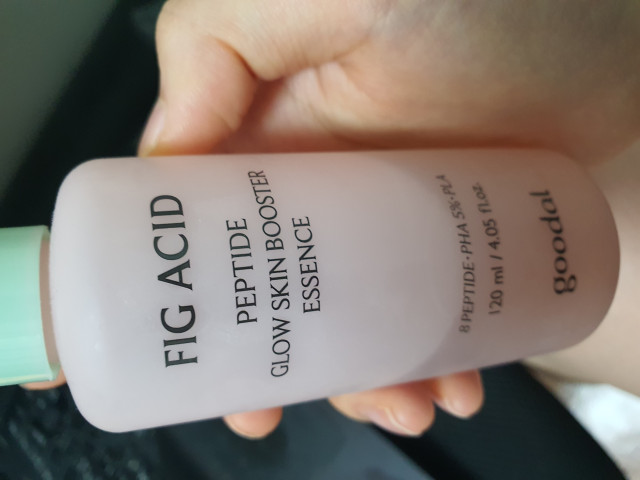 FIG ACID
PEPTIDE
GLOW SKIN BOOSTER
ESSENCE
8 PEPTIDE·PHA 5%·PLA
120 ml / 4.05 fl.oz.
goodal